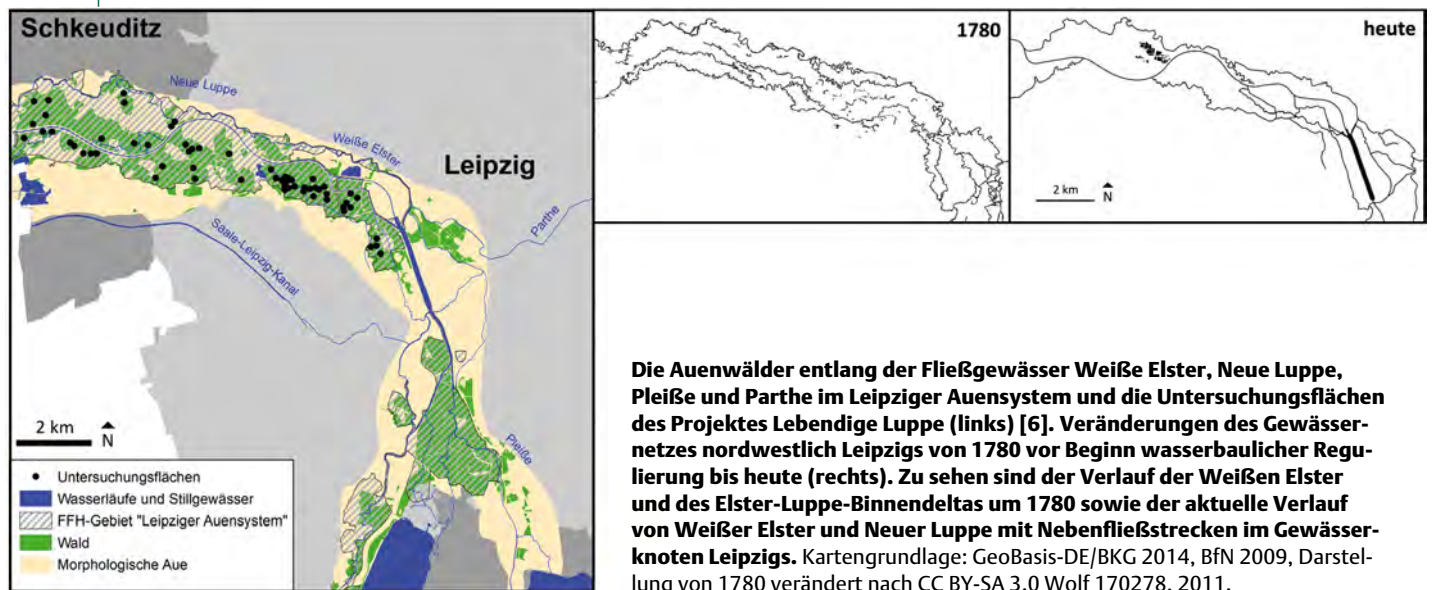 Schkeuditz
Neue Luppe
Weiße Elster
Leipzig
Parthe
Saale-Leipzig-Kanal
Pleiße
2 km
N
Untersuchungsflächen
Wasserläufe und Stillgewässer
FFH-Gebiet "Leipziger Auensystem"
Wald
Morphologische Aue
1780
heute
2 km
N
Die Auenwälder entlang der Fließgewässer Weiße Elster, Neue Luppe,
Pleiße und Parthe im Leipziger Auensystem und die Untersuchungsflächen
des Projektes Lebendige Luppe (links) [6]. Veränderungen des Gewässer-
netzes nordwestlich Leipzigs von 1780 vor Beginn wasserbaulicher Regu-
lierung bis heute (rechts). Zu sehen sind der Verlauf der Weißen Elster
und des Elster-Luppe-Binnendeltas um 1780 sowie der aktuelle Verlauf
von Weißer Elster und Neuer Luppe mit Nebenfließstrecken im Gewässer-
knoten Leipzigs. Kartengrundlage: GeoBasis-DE/BKG 2014, BfN 2009, Darstel-
lung von 1780 verändert nach CC BY-SA 3.0 Wolf 170278, 2011.